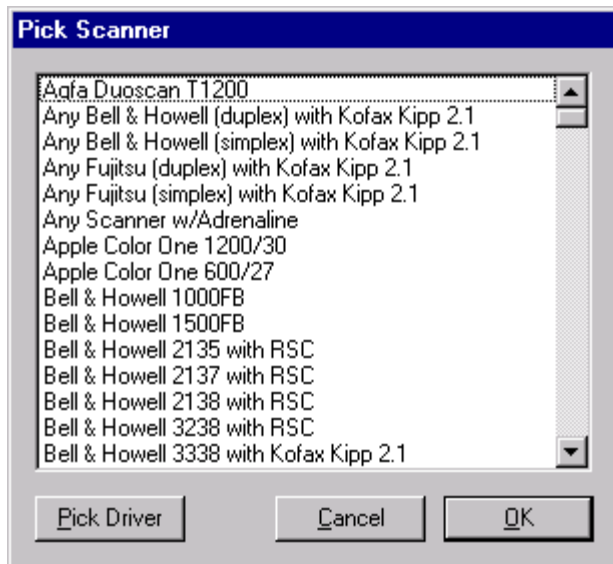 Pick Scanner
Agfa Duoscan T1200
Any Bell & Howell (duplex) with Kofax Kipp 2.1
Any Bell & Howell (simplex) with Kofax Kipp 2.1
Any Fujitsu (duplex) with Kofax Kipp 2.1
Any Fujitsu (simplex) with Kofax Kipp 2.1
Any Scanner w/Adrenaline
Apple Color One 1200/30
Apple Color One 600/27
Bell & Howell 1000FB
Bell & Howell 1500FB
Bell & Howell 2135 with RSC
Bell & Howell 2137 with RSC
Bell & Howell 2138 with RSC
Bell & Howell 3238 with RSC
Bell & Howell 3338 with Kofax Kipp 2.1
Pick Driver Cancel OK